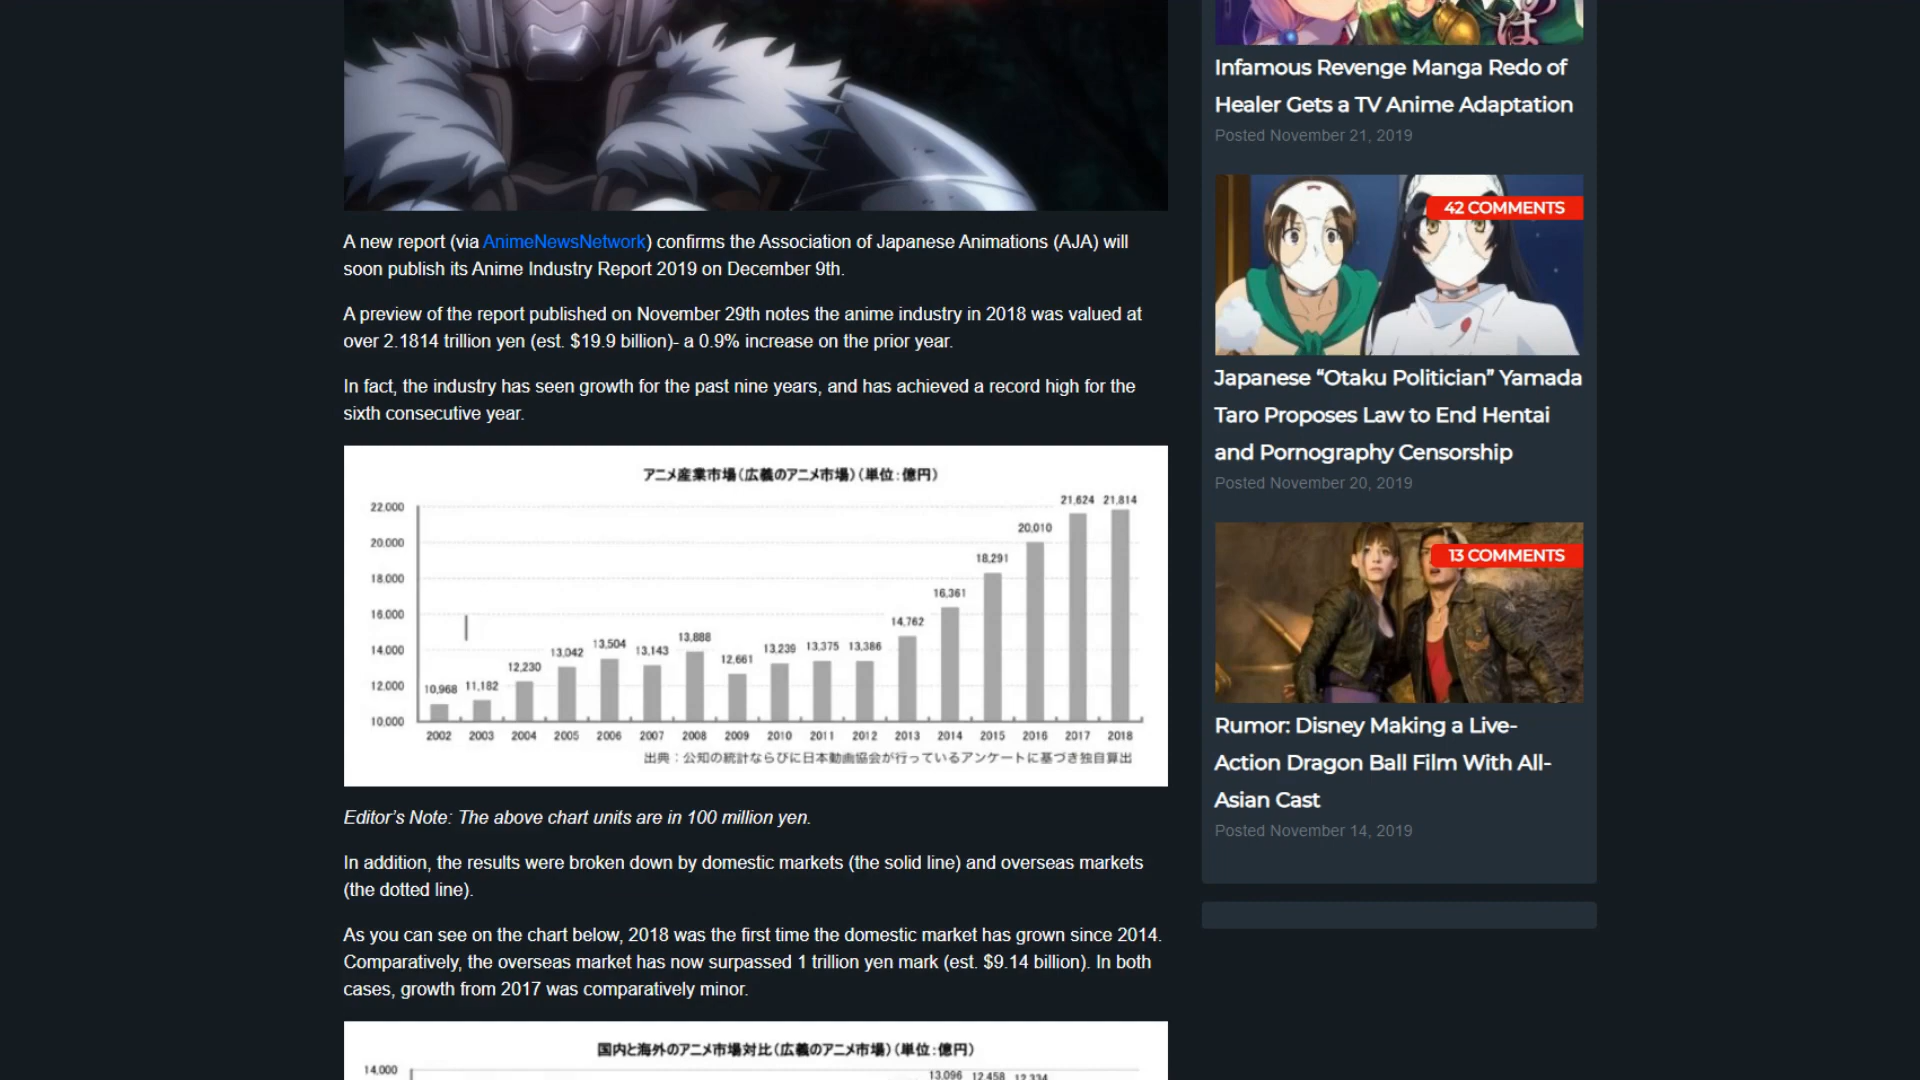 A new report (via AnimeNewsNetwork) confirms the Association of Japanese Animations (AJA) will
soon publish its Anime Industry Report 2019 on December 9th.
A preview of the report published on November 29th notes the anime industry in 2018 was valued at
over 2.1814 trillion yen (est. $19.9 billion)- a 0.9% increase on the prior year.
In fact, the industry has seen growth for the past nine years, and has achieved a record high for the
sixth consecutive year.
アニメ産業市場(広義のアニメ市場)(単位:億円)
22.000
20.000
18.000
16.000
14.000
12.000
10.000
10,968 11,182 12,230 13,042 13,504 13,143 13,888 12,661 13,239 13,375 13,386 14,762 16,361 18,291 20,010 21,624 21,814
2002 2003 2004 2005 2006 2007 2008 2009 2010 2011 2012 2013 2014 2015 2016 2017 2018
出典:公知の統計ならびに日本動画協会が行っているアンケートに基づき独自算出
Editor's Note: The above chart units are in 100 million yen.
In addition, the results were broken down by domestic markets (the solid line) and overseas markets
(the dotted line).
As you can see on the chart below, 2018 was the first time the domestic market has grown since 2014.
Comparatively, the overseas market has now surpassed 1 trillion yen mark (est. $9.14 billion). In both
cases, growth from 2017 was comparatively minor.
国内と海外のアニメ市場対比(広義のアニメ市場)(単位:億円)
14,000
13,096 12,458 12,334
Infamous Revenge Manga Redo of
Healer Gets a TV Anime Adaptation
Posted November 21, 2019
42 COMMENTS
Japanese “Otaku Politician” Yamada
Taro Proposes Law to End Hentai
and Pornography Censorship
Posted November 20, 2019
13 COMMENTS
Rumor: Disney Making a Live-
Action Dragon Ball Film With All-
Asian Cast
Posted November 14, 2019